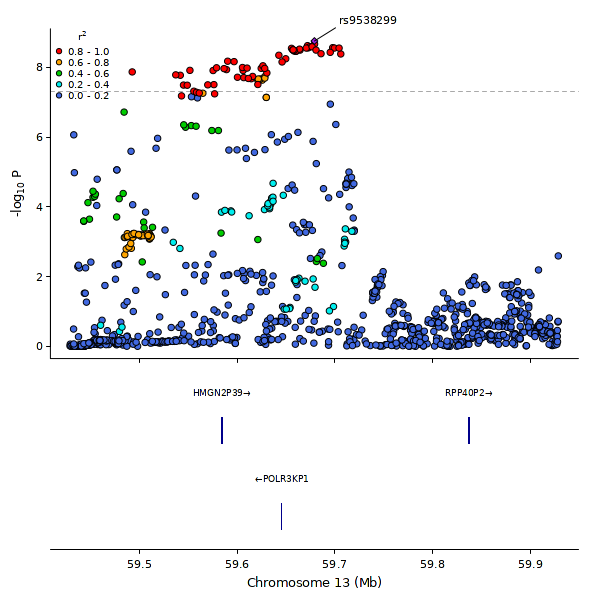 rs9538299
r²
0.8 - 1.0
0.6 - 0.8
0.4 - 0.6
0.2 - 0.4
0.0 - 0.2
8
6
4
2
0
-log₁₀ P
HMGN2P39→
RPP40P2→
←POLR3KP1
59.5
59.6
59.7
59.8
59.9
Chromosome 13 (Mb)